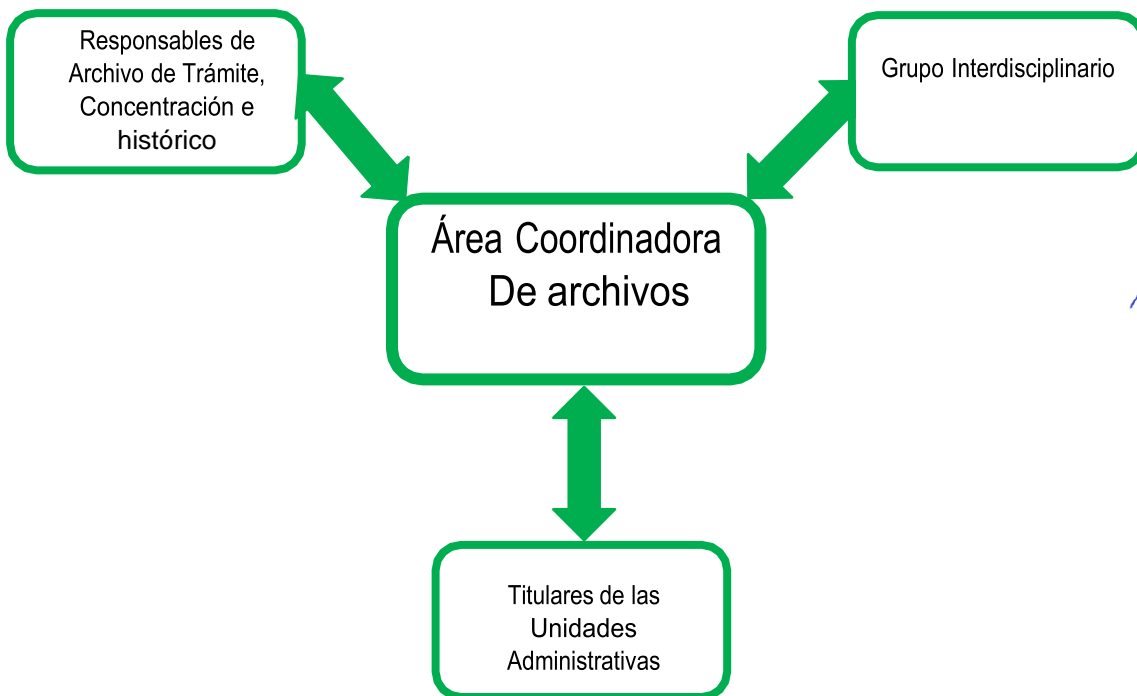 Responsables de
Archivo de Trámite,
Concentración e
histórico
Grupo Interdisciplinario
Área Coordinadora
De archivos
Titulares de las
Unidades
Administrativas